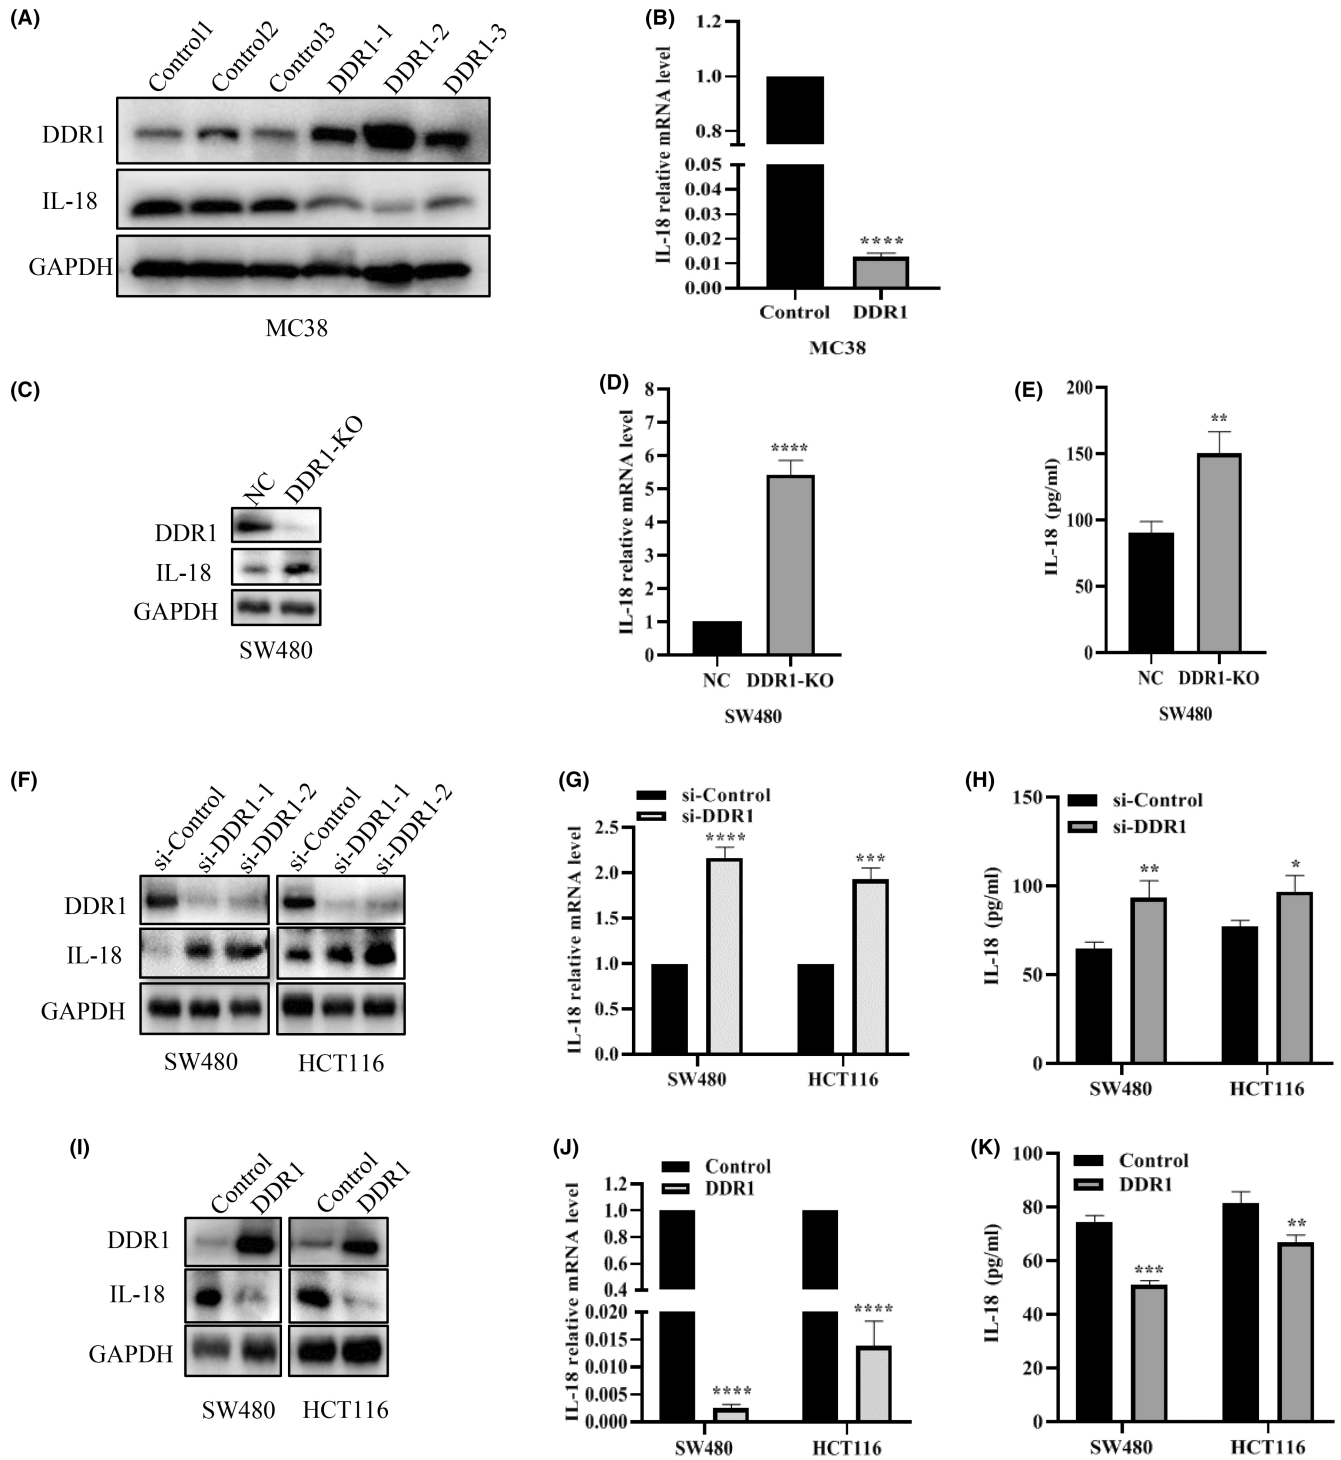 (A)
Control1
Control2
Control3
DDR1-1
DDR1-2
DDR1-3
DDR1
IL-18
GAPDH
MC38
(B)
IL-18 relative mRNA level
1.2
1.0
0.8
0.05
0.04
0.03
0.02
0.01
0.00
****
Control DDR1
MC38
(C)
NC
DDR1-KO
DDR1
IL-18
GAPDH
SW480
(D)
IL-18 relative mRNA level
8
7
6
5
4
3
2
1
0
****
NC DDR1-KO
SW480
(E)
IL-18 (pg/ml)
200
150
100
50
0
**
NC DDR1-KO
SW480
(F)
si-Control
si-DDR1-1
si-DDR1-2
si-Control
si-DDR1-1
si-DDR1-2
DDR1
IL-18
GAPDH
SW480 HCT116
(G)
si-Control
si-DDR1
IL-18 relative mRNA level
2.5
2.0
1.5
1.0
0.5
0.0
****
***
SW480 HCT116
(H)
si-Control
si-DDR1
IL-18 (pg/ml)
150
100
50
0
**
*
SW480 HCT116
(I)
Control
DDR1
Control
DDR1
DDR1
IL-18
GAPDH
SW480 HCT116
(J)
Control
DDR1
IL-18 relative mRNA level
1.2
1.0
0.8
0.6
0.4
0.020
0.015
0.010
0.005
0.000
****
****
SW480 HCT116
(K)
Control
DDR1
IL-18 (pg/ml)
100
80
60
40
20
0
***
**
SW480 HCT116